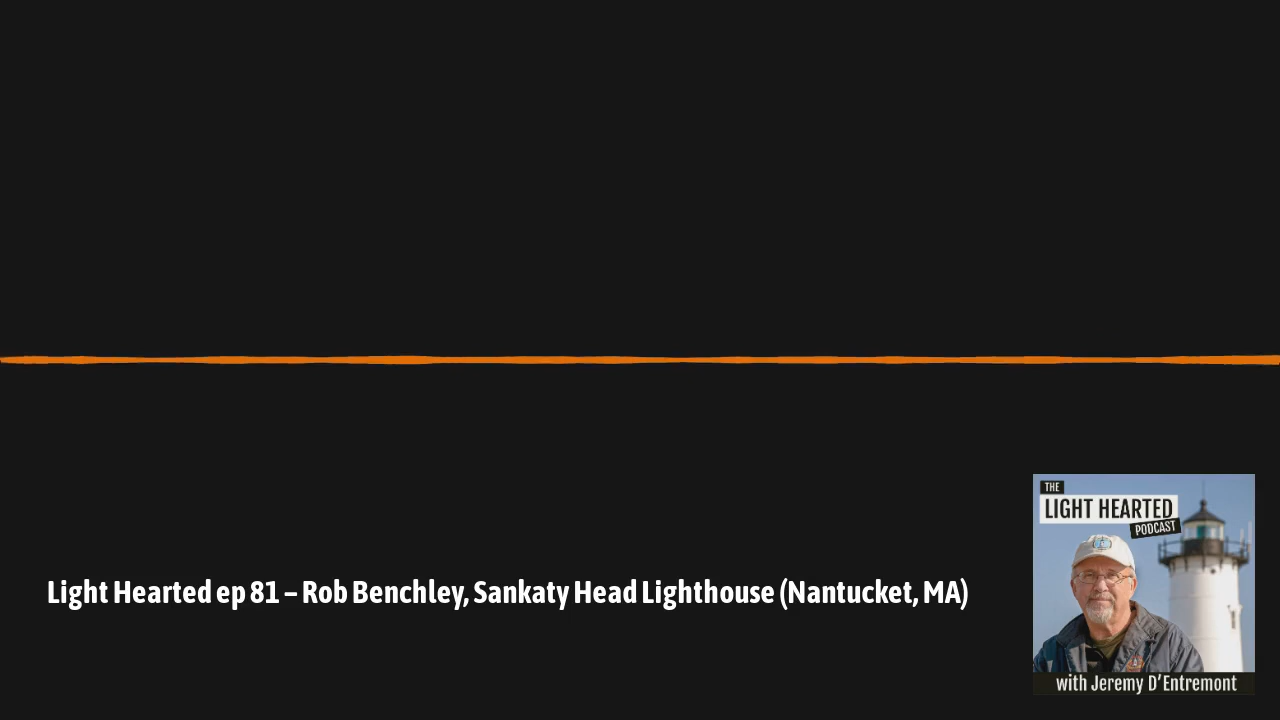 THE
LIGHT HEARTED
PODCAST
Light Hearted ep 81 – Rob Benchley, Sankaty Head Lighthouse (Nantucket, MA)
with Jeremy D'Entremont